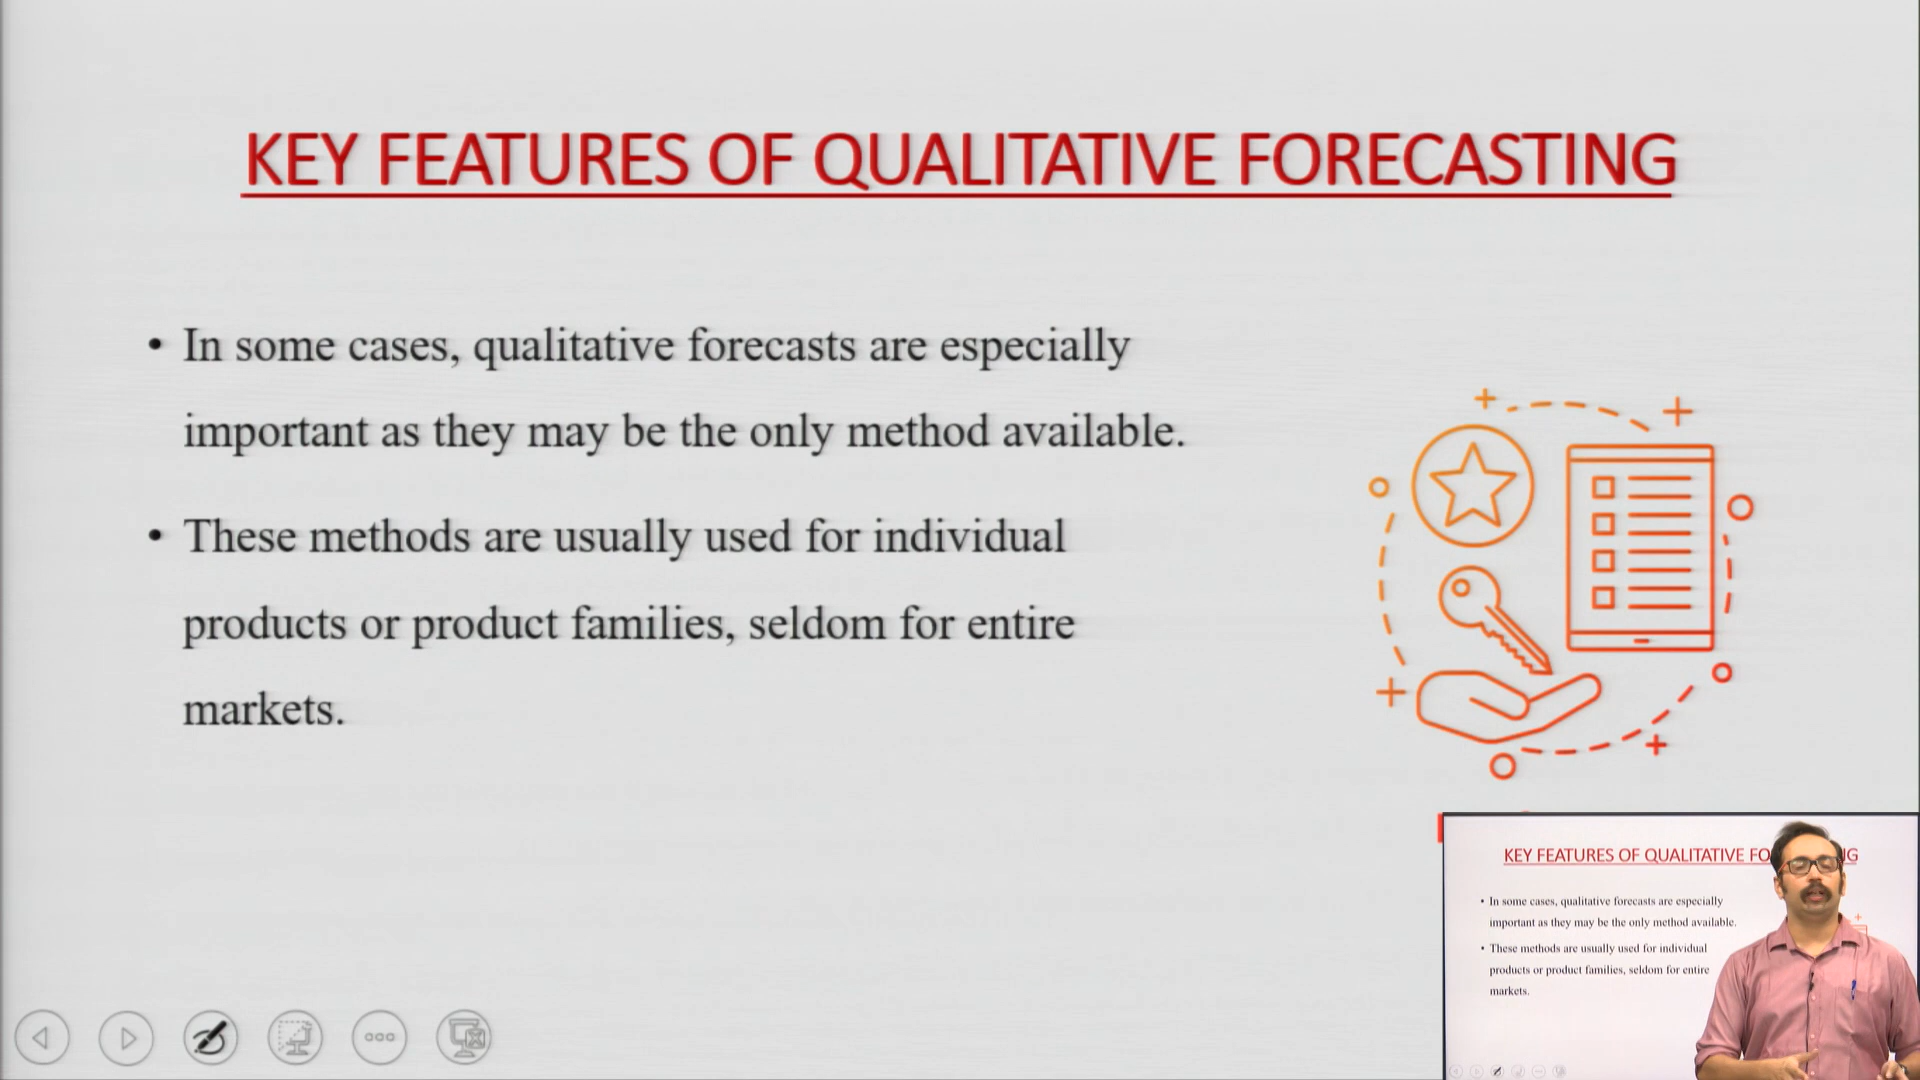 KEY FEATURES OF QUALITATIVE FORECASTING
• In some cases, qualitative forecasts are especially
important as they may be the only method available.
• These methods are usually used for individual
products or product families, seldom for entire
markets.
KEY FEATURES OF QUALITATIVE FO
NG
• In some cases, qualitative forecasts are especially
important as they may be the only method available.
• These methods are usually used for individual
products or product families, seldom for entire
markets.